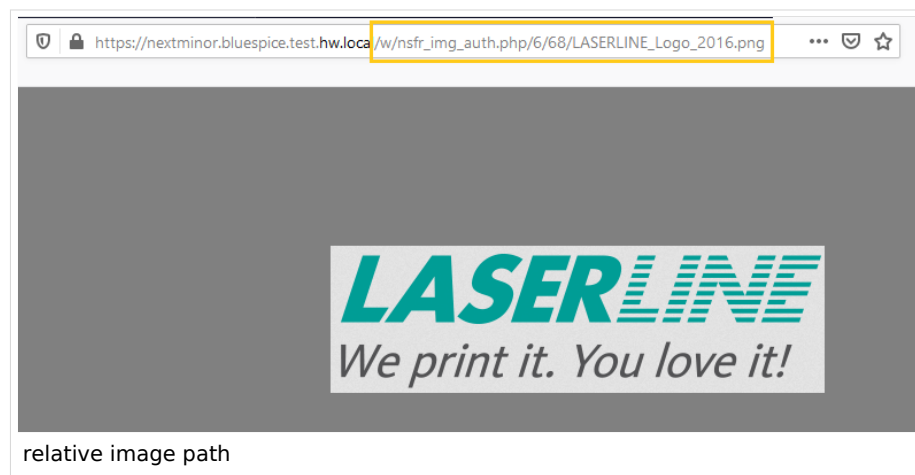 https://nextminor.bluespice.test.hw.loca/w/nsfr_img_auth.php/6/68/LASERLINE_Logo_2016.png
LASERLINE
We print it. You love it!
relative image path